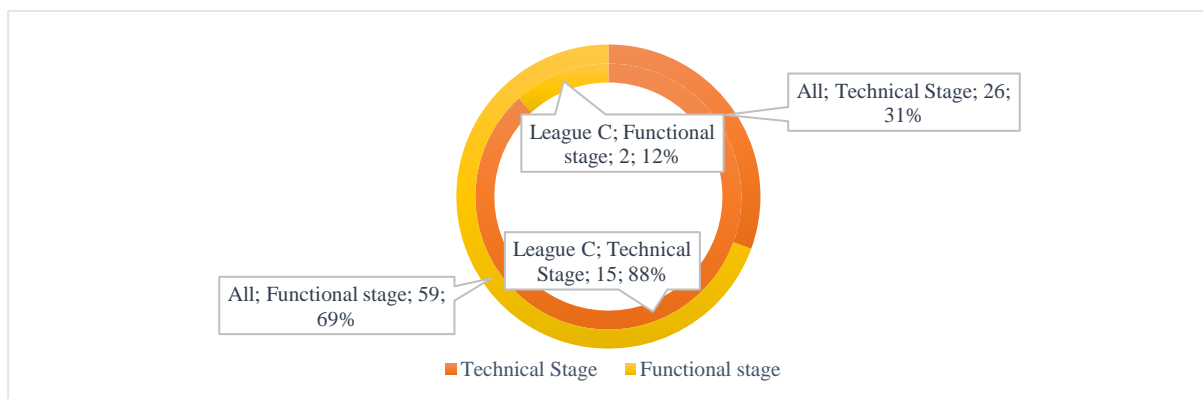 All; Technical Stage; 26;
31%
League C; Functional
stage; 2; 12%
League C; Technical
Stage; 15; 88%
All; Functional stage; 59;
69%
Technical Stage
Functional stage